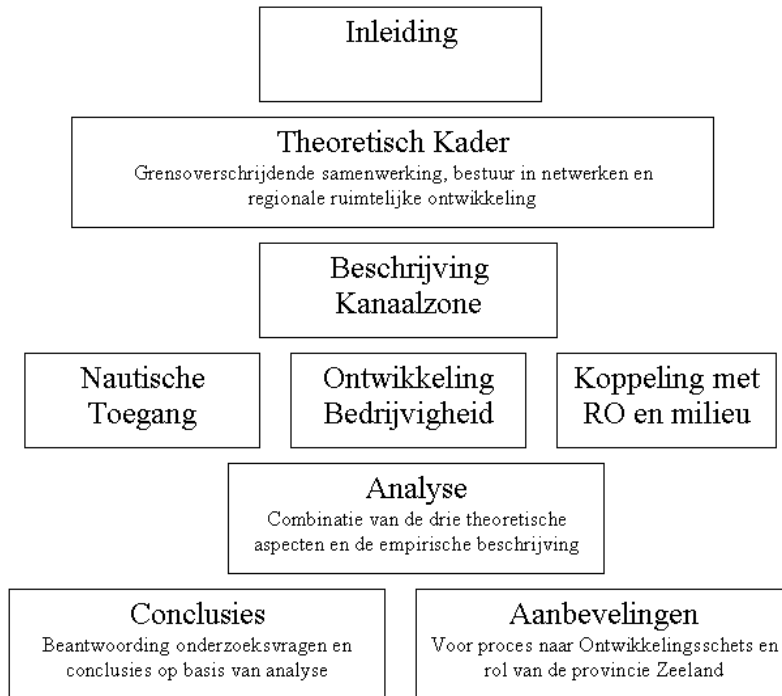 Inleiding
Theoretisch Kader
Grensoverschrijdende samenwerking, bestuur in netwerken en
regionale ruimtelijke ontwikkeling
Beschrijving
Kanaalzone
Nautische
Toegang
Ontwikkeling
Bedrijvigheid
Koppeling met
RO en milieu
Analyse
Combinatie van de drie theoretische
aspecten en de empirische beschrijving
Conclusies
Beantwoording onderzoeksvragen en
conclusies op basis van analyse
Aanbevelingen
Voor proces naar Ontwikkelingsschets en
rol van de provincie Zeeland